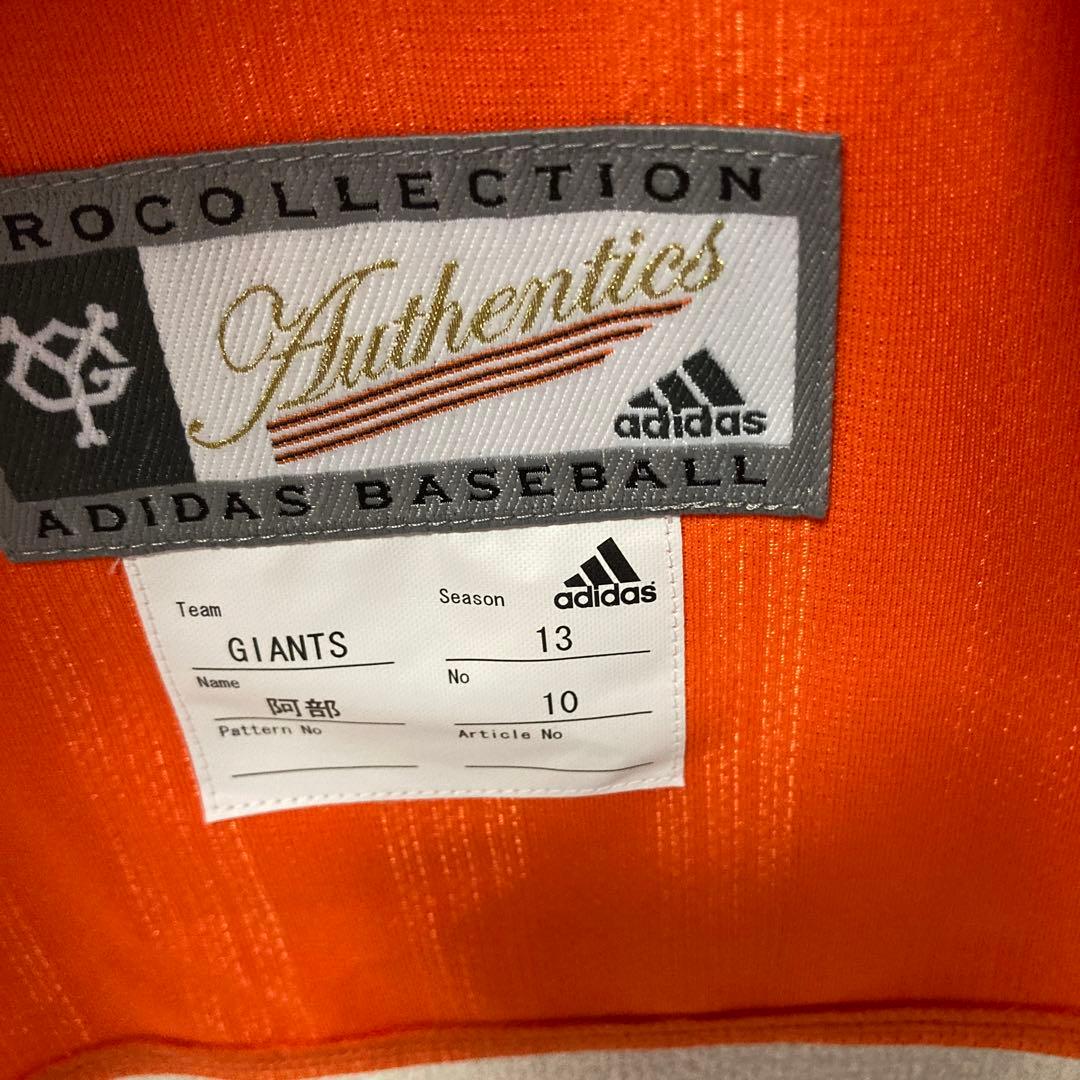 ROCOLLECTION
Authentics
adidas
ADIDAS BASEBALL
adidas
Team Season
GIANTS 13
Name No
阿部 10
Pattern No Article No